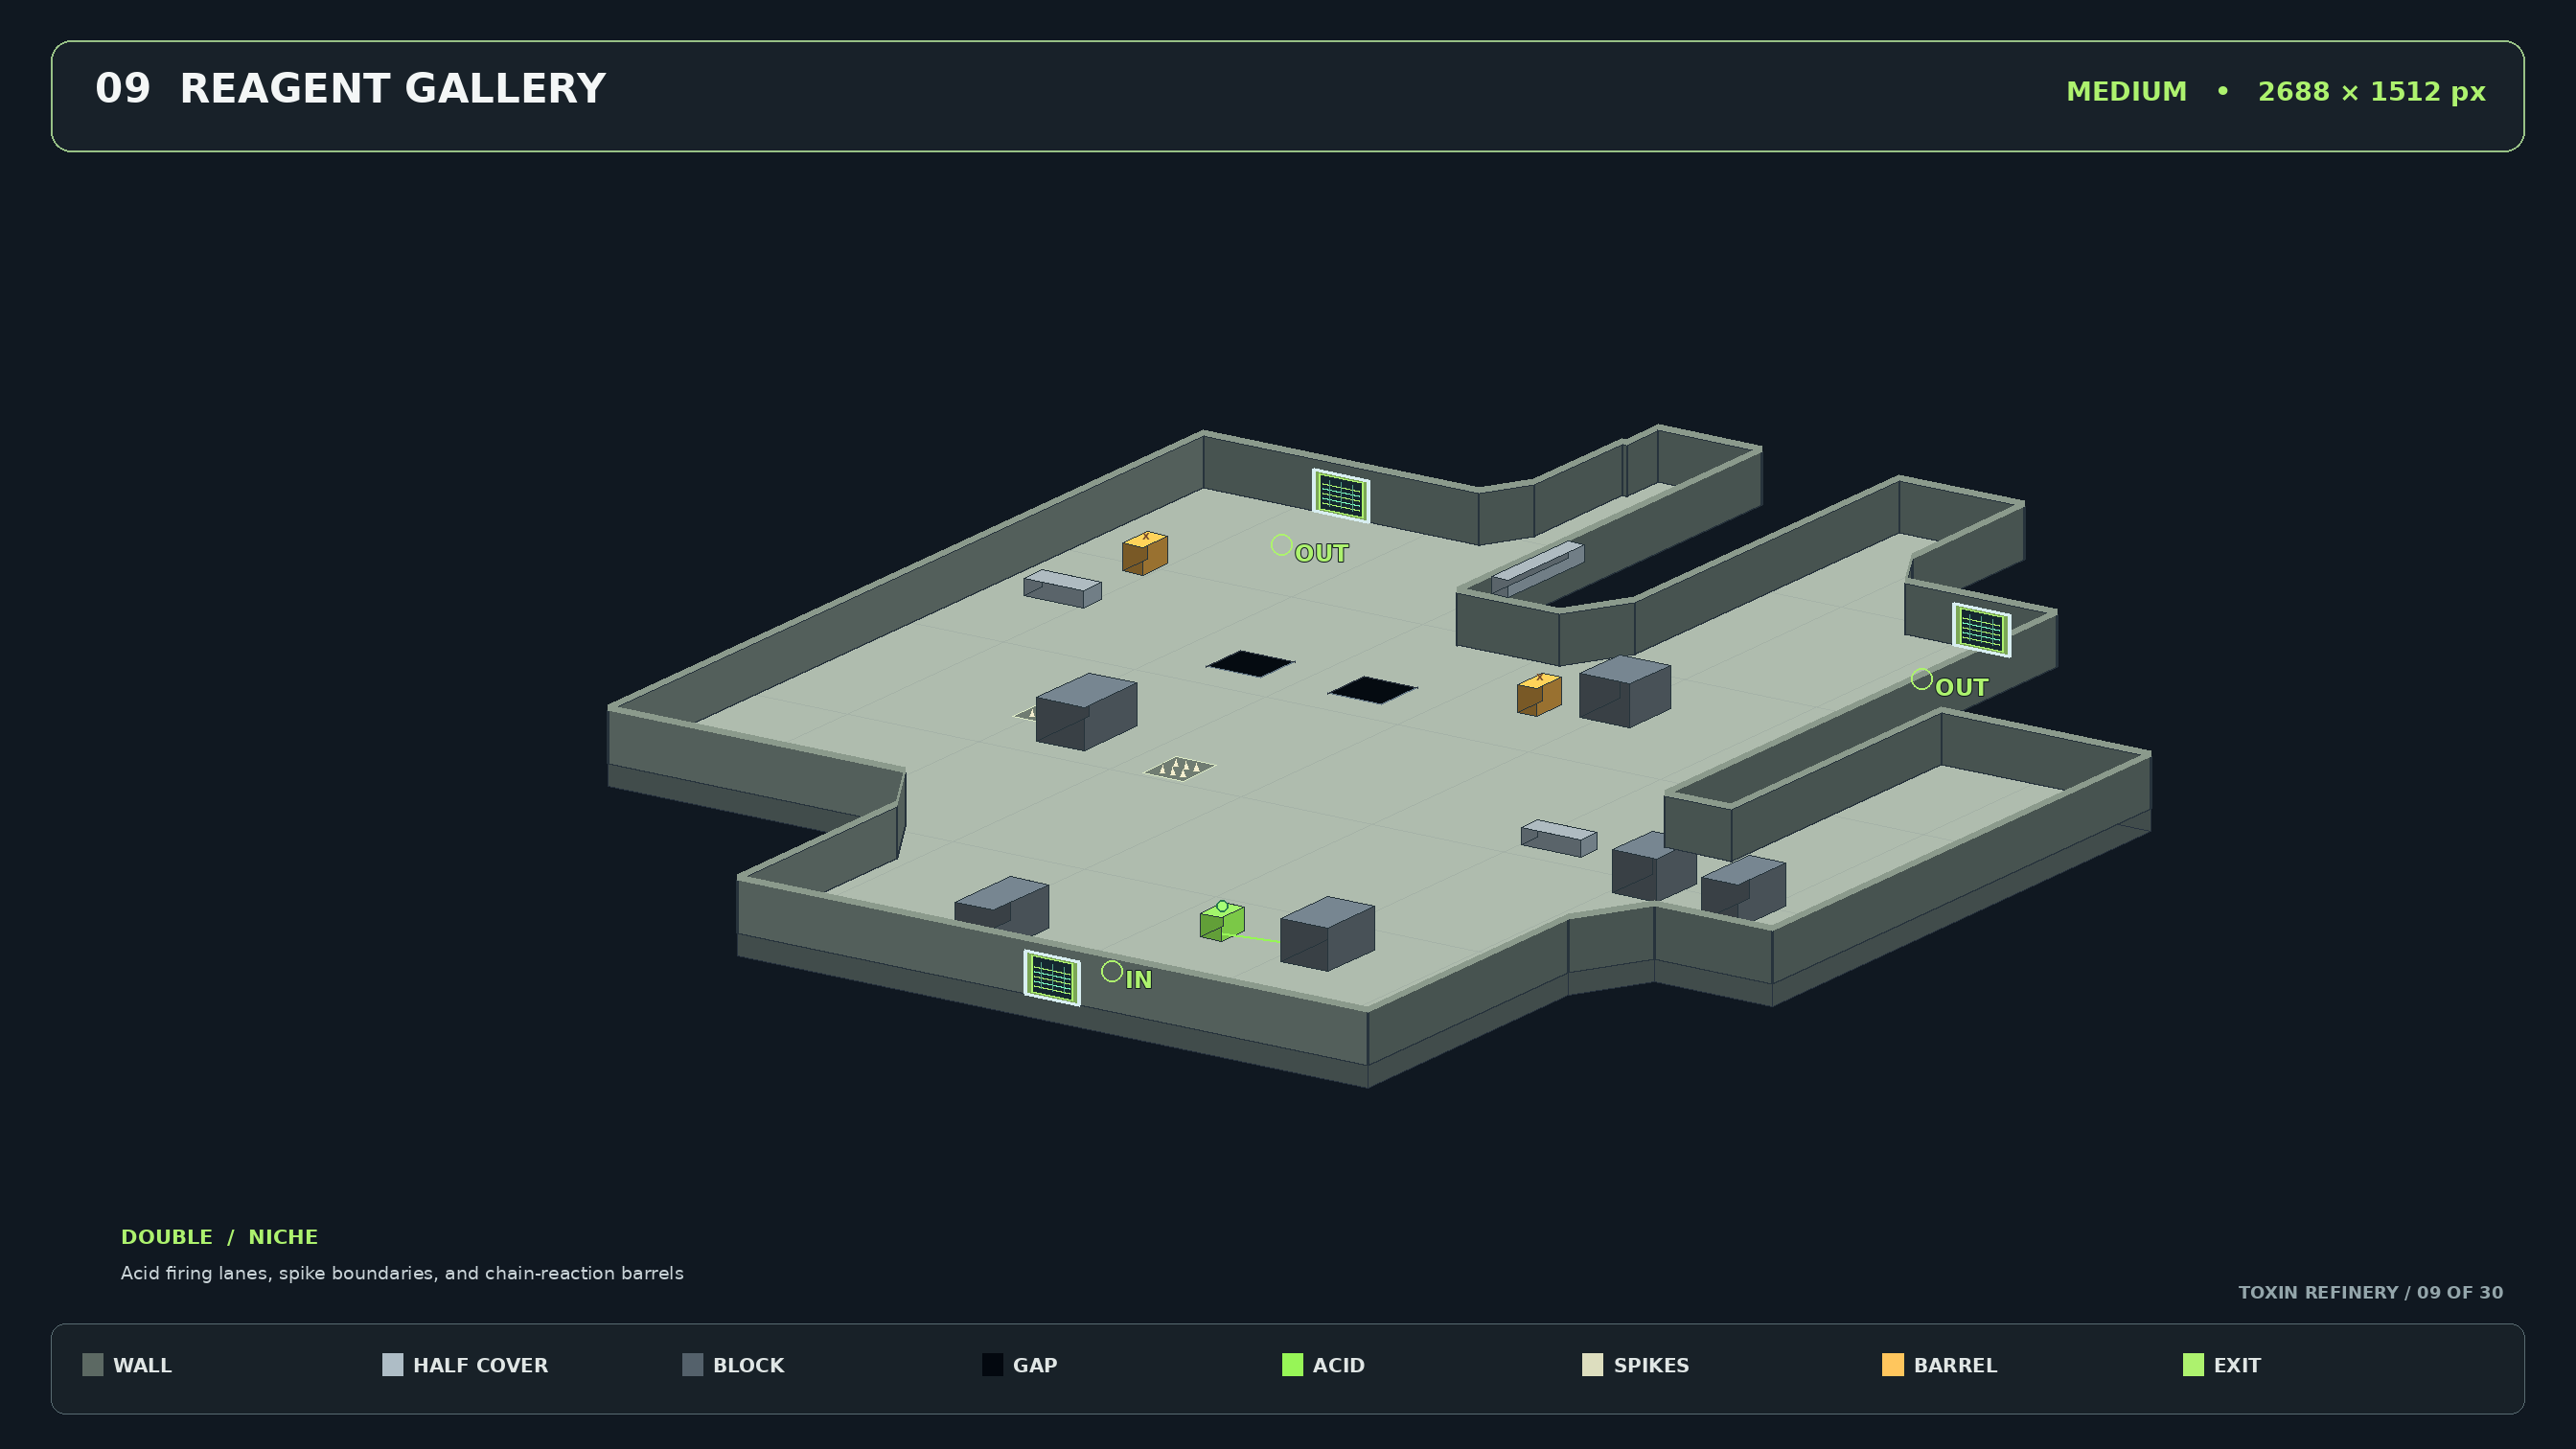 09 REAGENT GALLERY
MEDIUM • 2688 × 1512 px
OUT
OUT
IN
DOUBLE / NICHE
Acid firing lanes, spike boundaries, and chain-reaction barrels
TOXIN REFINERY / 09 OF 30
WALL HALF COVER BLOCK GAP ACID SPIKES BARREL EXIT